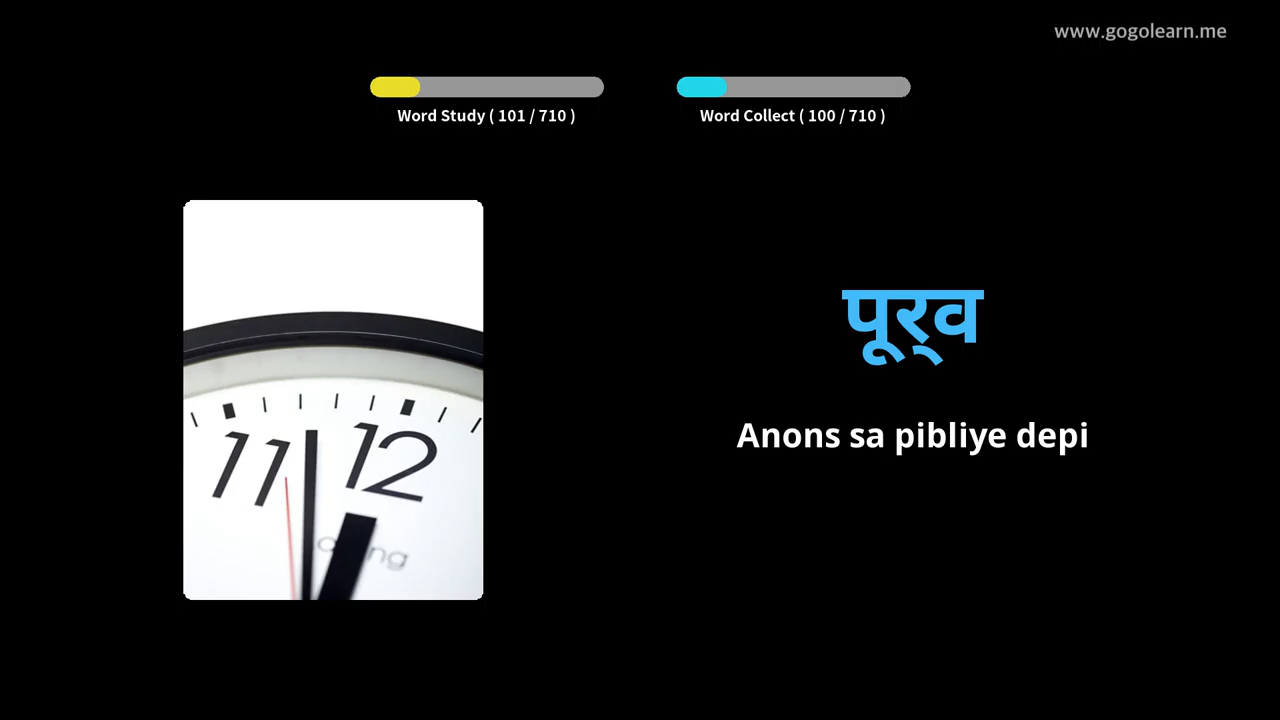 www.gogolearn.me
Word Study ( 101 / 710 )
Word Collect ( 100 / 710 )
11 12
पूर्‍व
Anons sa pibliye depi